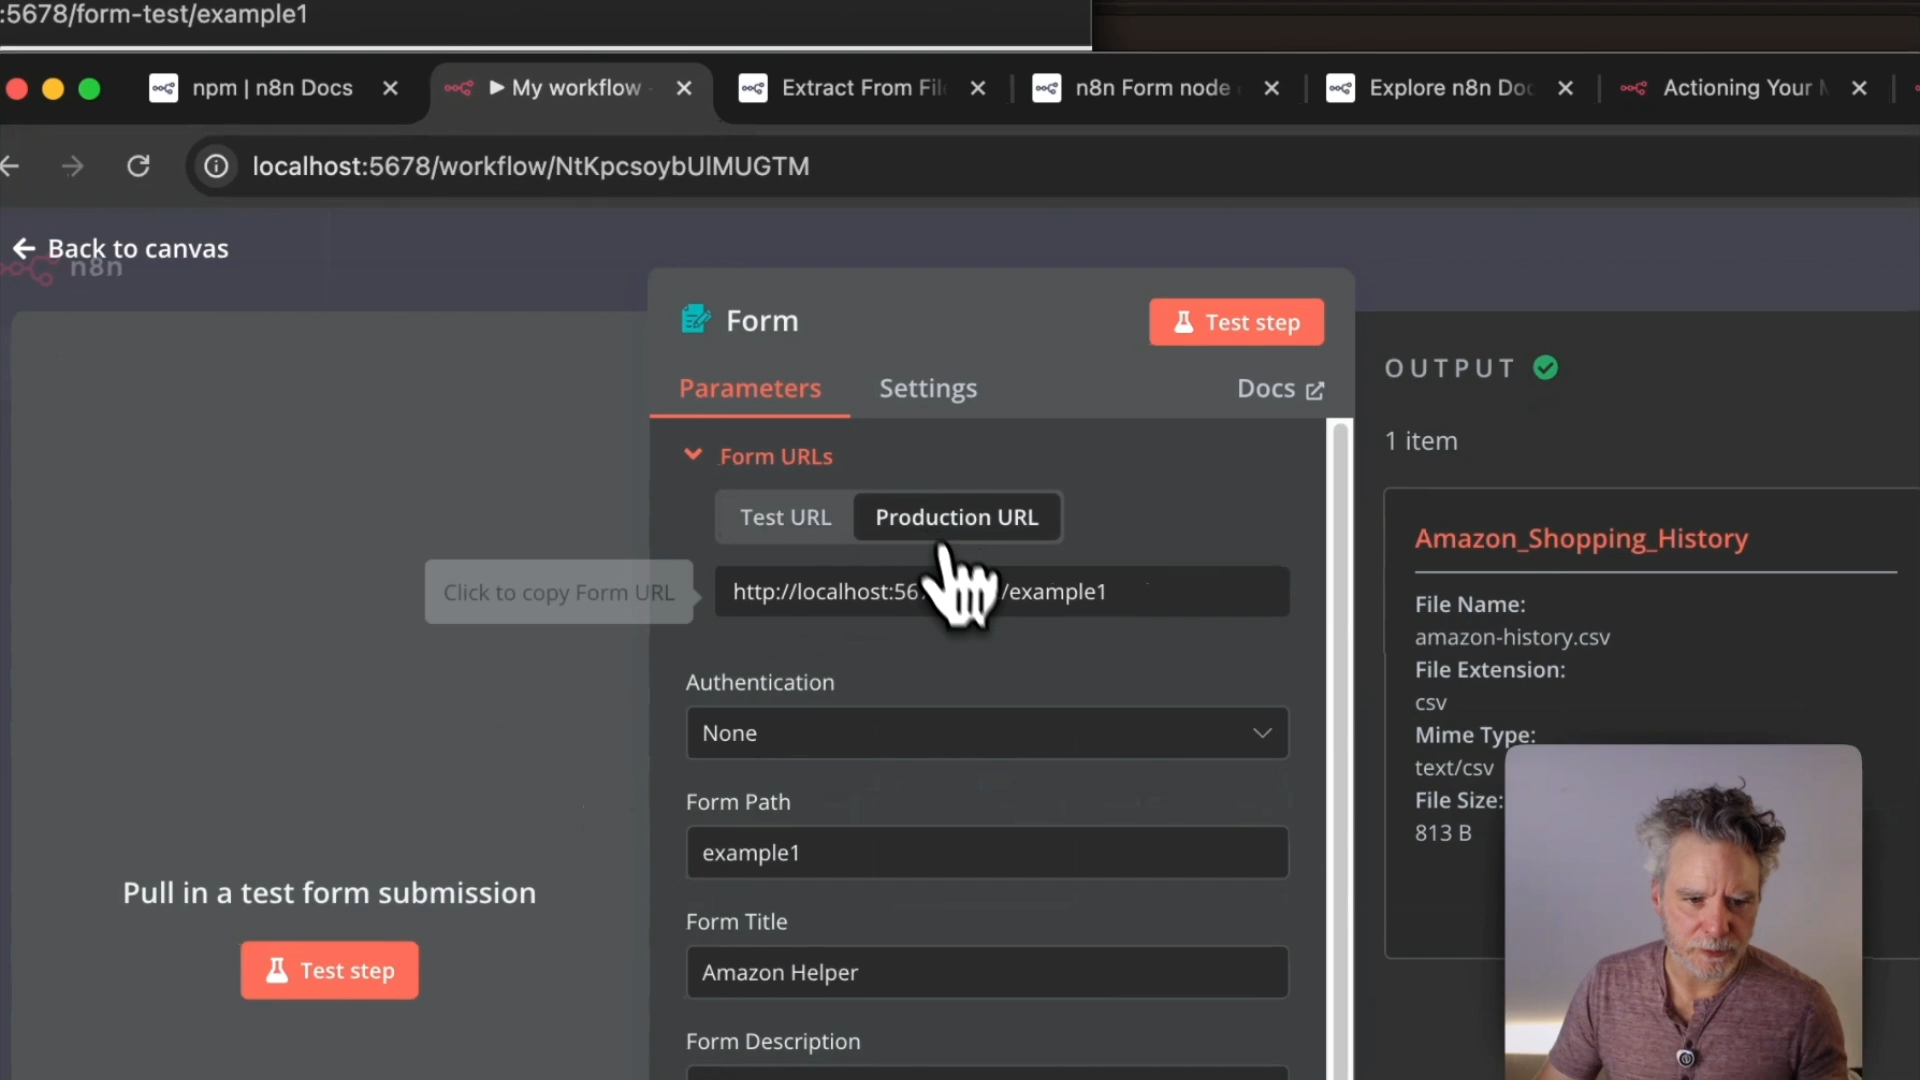 :5678/form-test/example1
npm | n8n Docs
My workflow
Extract From Fil
n8n Form node
Explore n8n Doc
Actioning Your
localhost:5678/workflow/NtKpcsoybUlMUGTM
Back to canvas
n8n
Form
Test step
Parameters
Settings
Docs
Form URLs
Test URL
Production URL
Click to copy Form URL
http://localhost:56 /example1
Authentication
None
Form Path
example1
Form Title
Amazon Helper
Form Description
Pull in a test form submission
Test step
OUTPUT
1 item
Amazon_Shopping_History
File Name:
amazon-history.csv
File Extension:
csv
Mime Type:
text/csv
File Size:
813 B